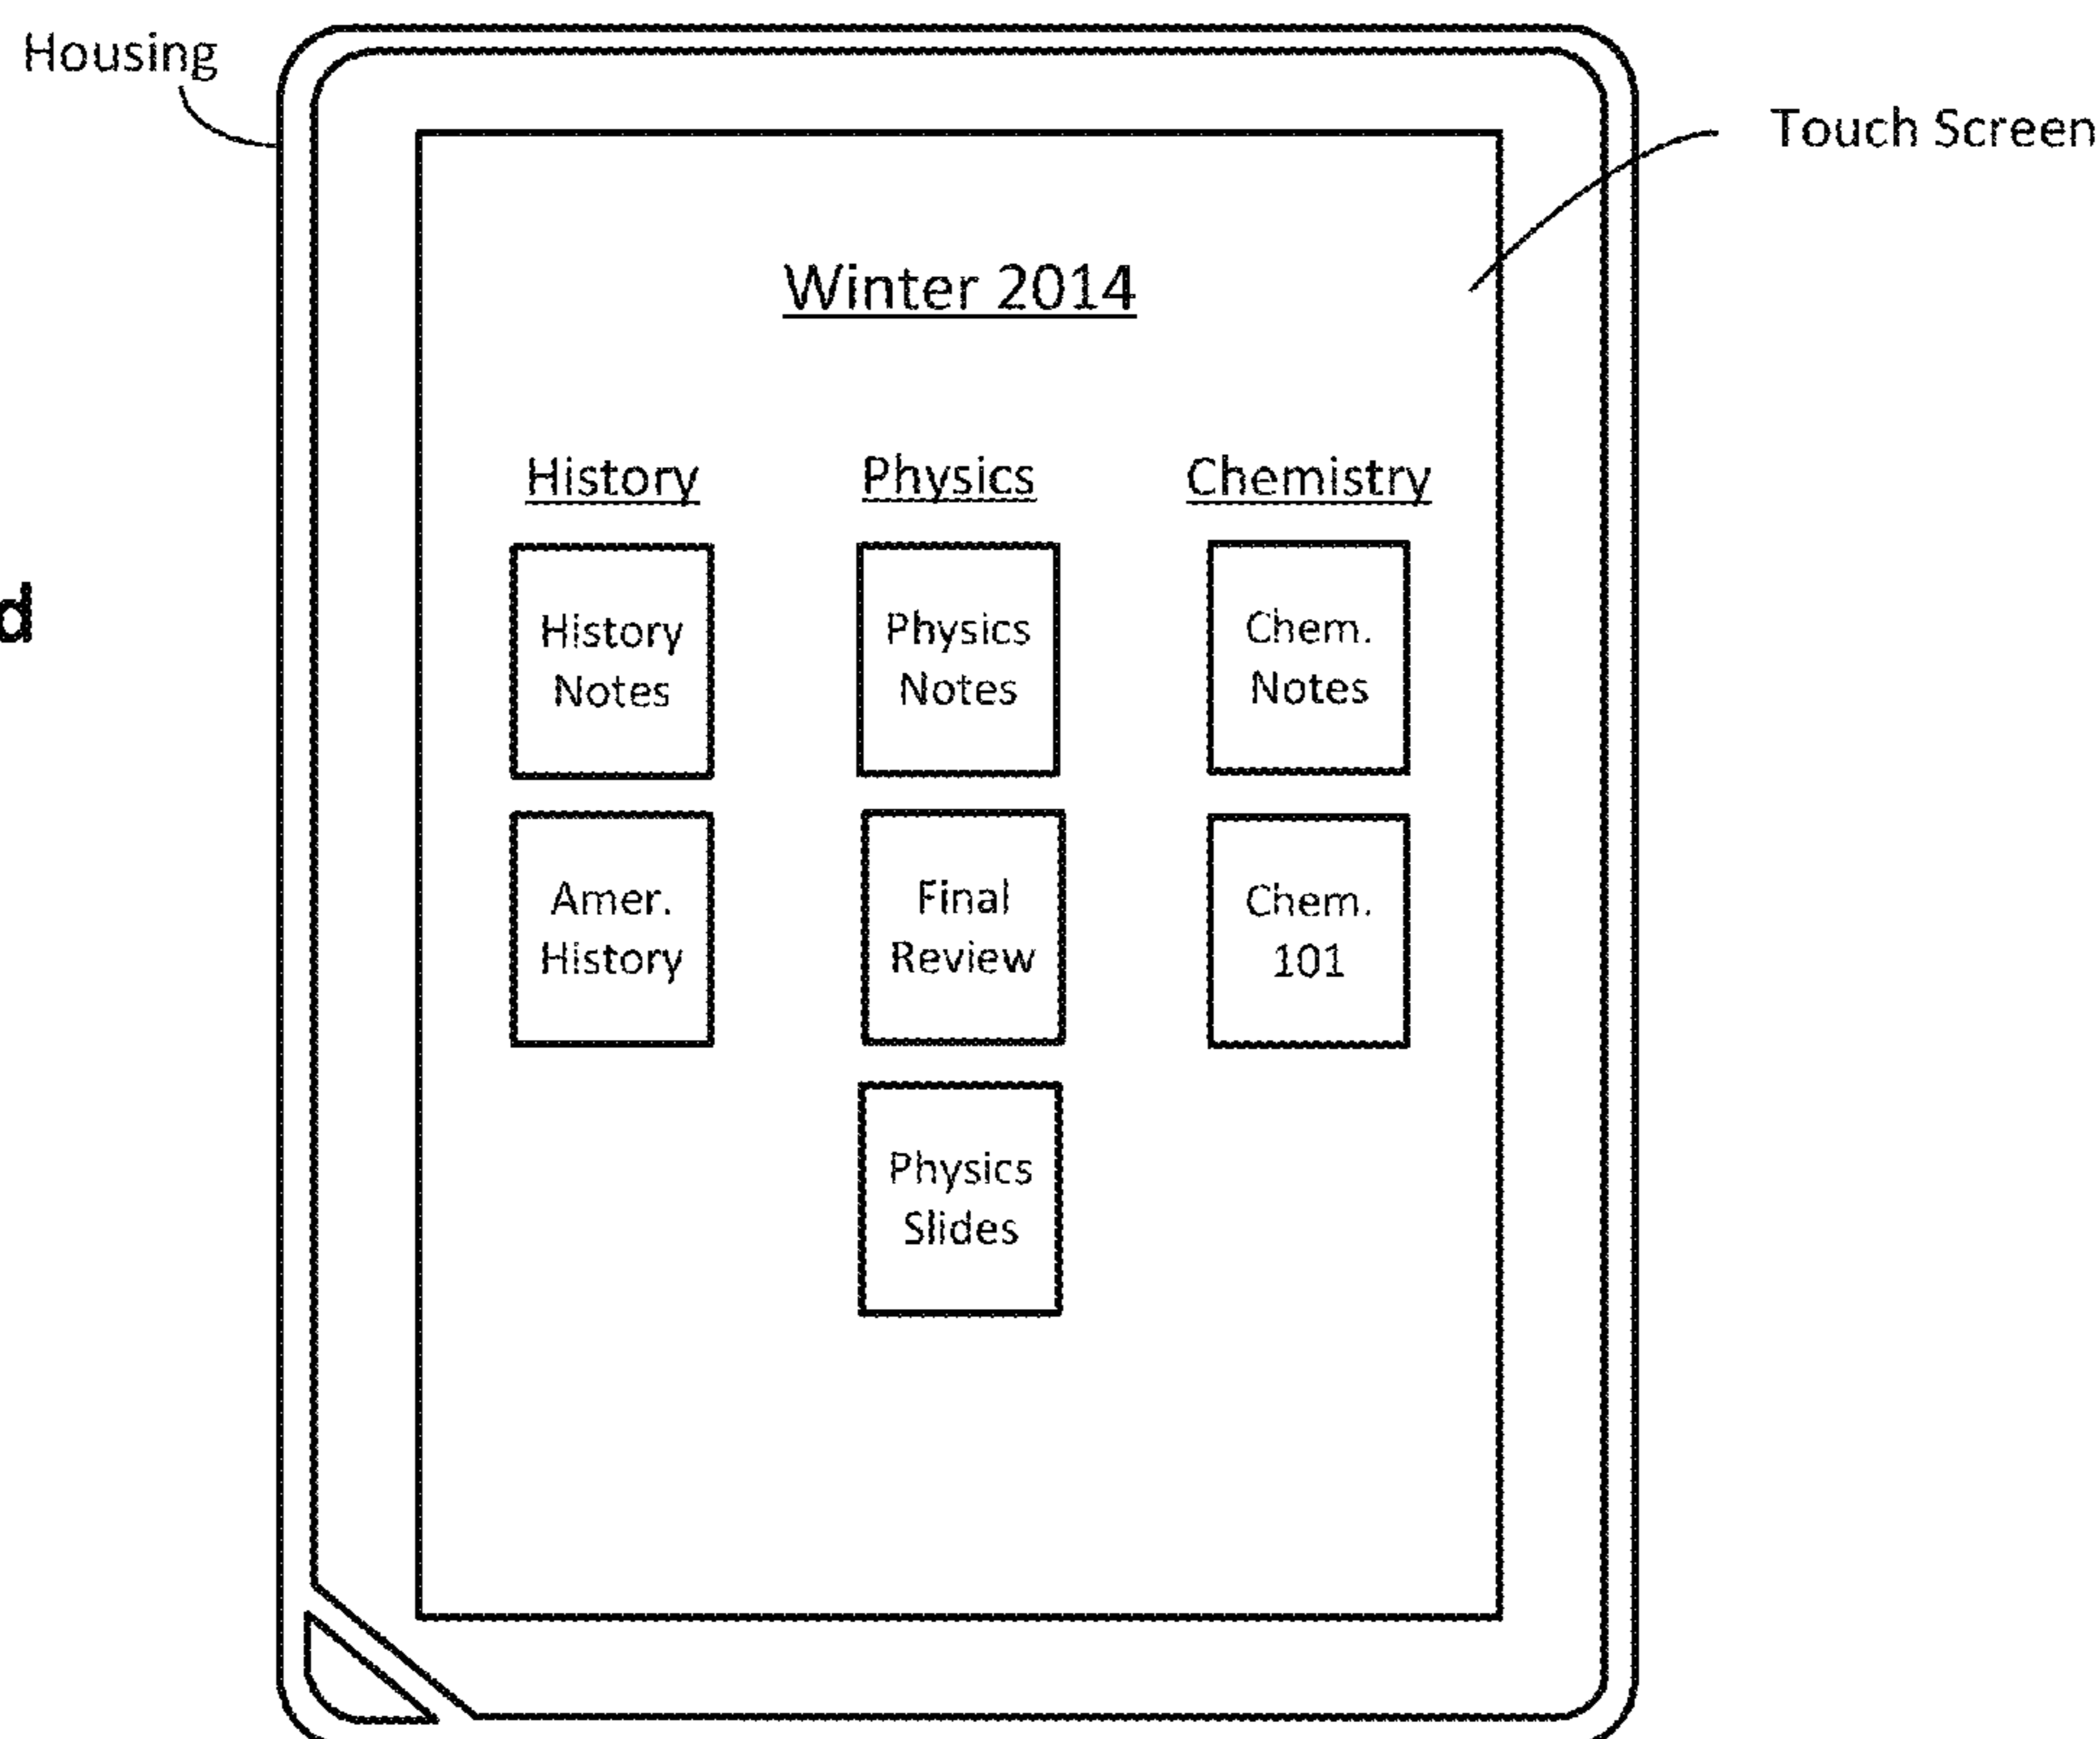 Housing
Touch Screen
Winter 2014
History Physics Chemistry
History
Notes
Physics
Notes
Chem.
Notes
Amer.
History
Final
Review
Chem.
101
Physics
Slides
d